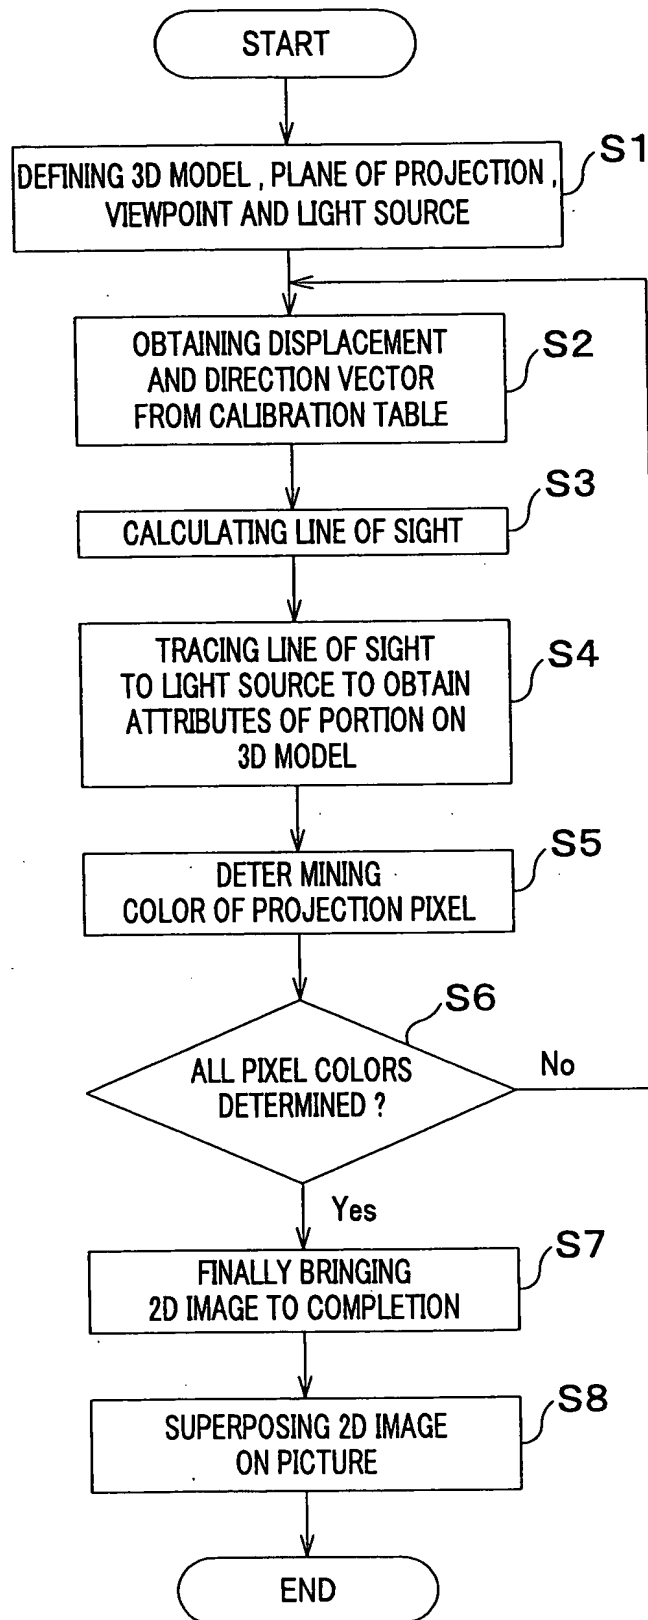 START
S1
DEFINING 3D MODEL , PLANE OF PROJECTION ,
VIEWPOINT AND LIGHT SOURCE
S2
OBTAINING DISPLACEMENT
AND DIRECTION VECTOR
FROM CALIBRATION TABLE
S3
CALCULATING LINE OF SIGHT
S4
TRACING LINE OF SIGHT
TO LIGHT SOURCE TO OBTAIN
ATTRIBUTES OF PORTION ON
3D MODEL
S5
DETER MINING
COLOR OF PROJECTION PIXEL
S6
ALL PIXEL COLORS
DETERMINED ?
No
Yes
S7
FINALLY BRINGING
2D IMAGE TO COMPLETION
S8
SUPERPOSING 2D IMAGE
ON PICTURE
END